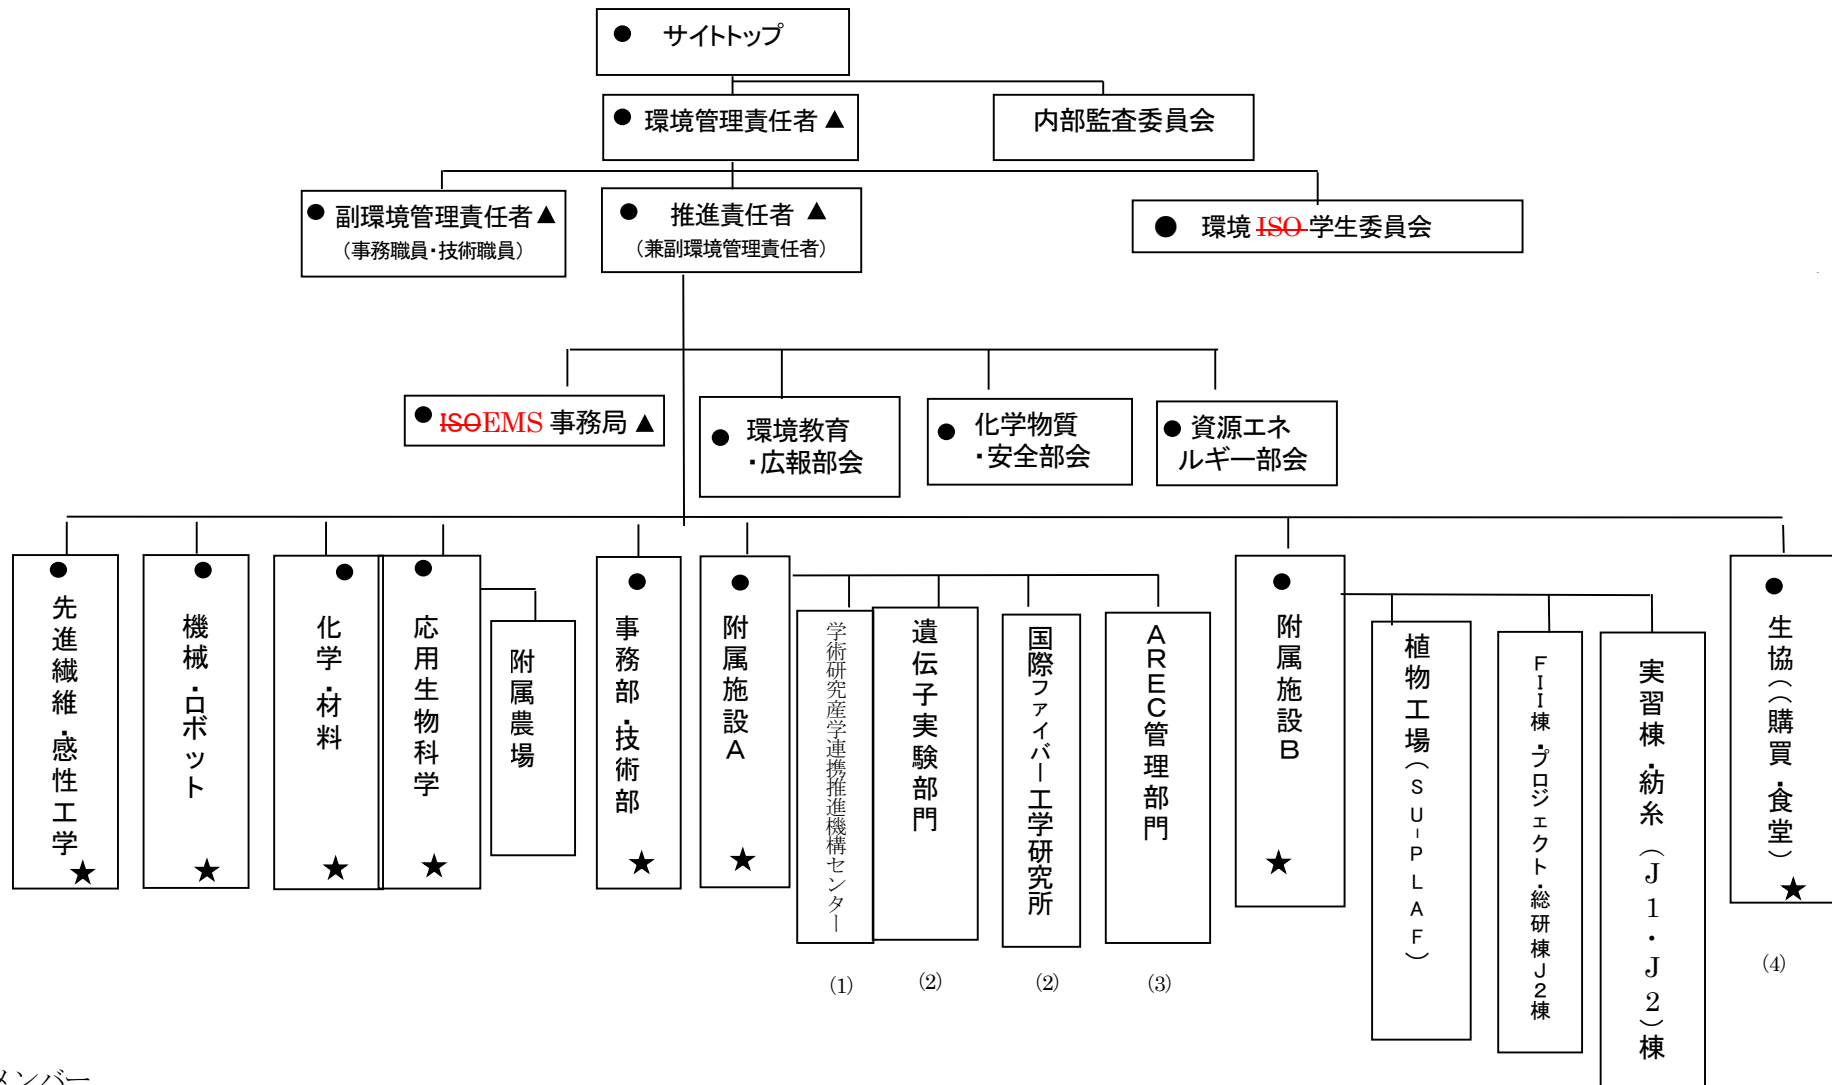 ● サイトトップ
● 環境管理責任者 ▲
内部監査委員会
● 副環境管理責任者 ▲
（事務職員・技術職員）
● 推進責任者 ▲
（兼副環境管理責任者）
● 環境 ISO 学生委員会
● ISOEMS 事務局 ▲
● 環境教育
・広報部会
● 化学物質
・安全部会
● 資源エネ
ルギー部会
● 先進繊維・感性工学 ★
● 機械・ロボット ★
● 化学・材料 ★
● 応用生物科学 ★
附属農場
● 事務部・技術部 ★
● 附属施設A ★
学術研究産学連携推進機構センター
遺伝子実験部門
国際ファイバー工学研究所
AREC管理部門
● 附属施設B ★
植物工場（SU-PLAF）
FII棟・プロジェクト・総研棟J2棟
実習棟・紡糸（J1・J2）棟
● 生協（（購買・食堂） ★
(1)
(2)
(2)
(3)
(4)
メンバー